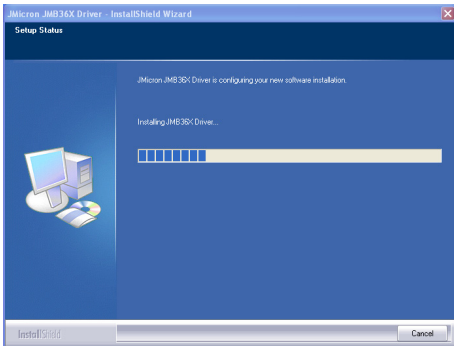 JMicron JMB36X Driver - InstallShield Wizard
Setup Status
JMicron JMB36X Driver is configuring your new software installation.
Installing JMB36X Driver...
InstallShield
Cancel